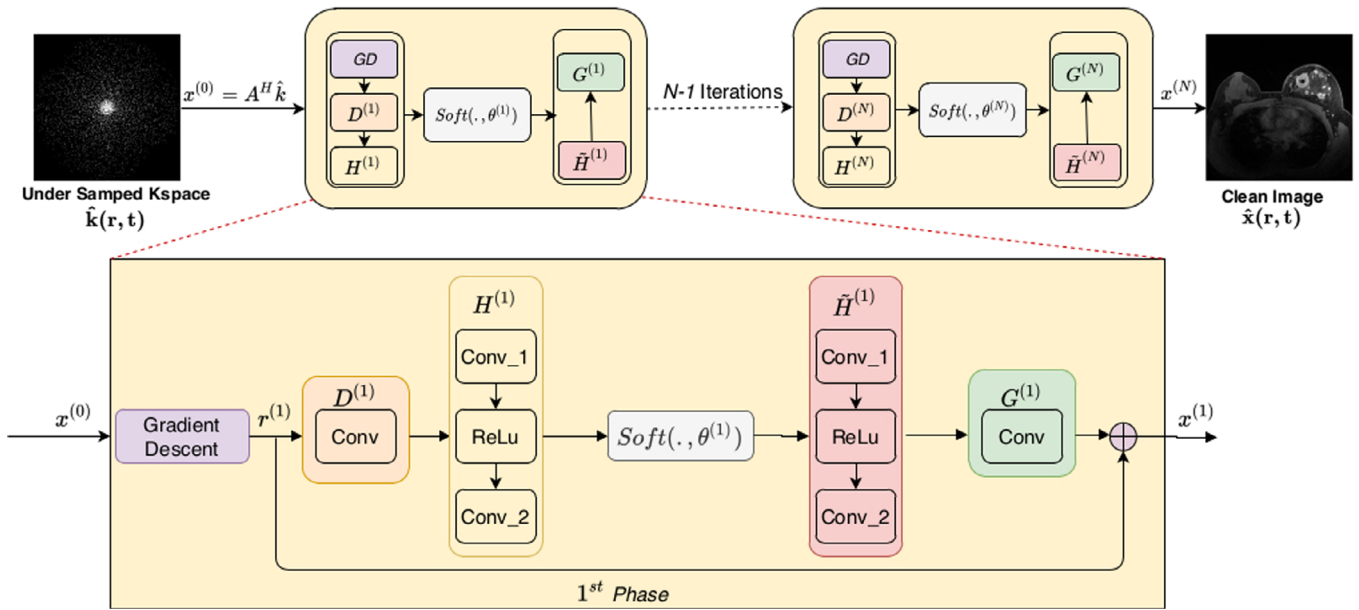 x^(0) = A^H k̂
Under Samped Kspace
k̂(r, t)
GD
D^(1)
H^(1)
Soft(., θ^(1))
G^(1)
H̃^(1)
N-1 Iterations
GD
D^(N)
H^(N)
Soft(., θ^(N))
G^(N)
H̃^(N)
x^(N)
Clean Image
x̂(r, t)
x^(0)
Gradient
Descent
r^(1)
D^(1)
Conv
H^(1)
Conv_1
ReLu
Conv_2
Soft(., θ^(1))
H̃^(1)
Conv_1
ReLu
Conv_2
G^(1)
Conv
x^(1)
1^st Phase